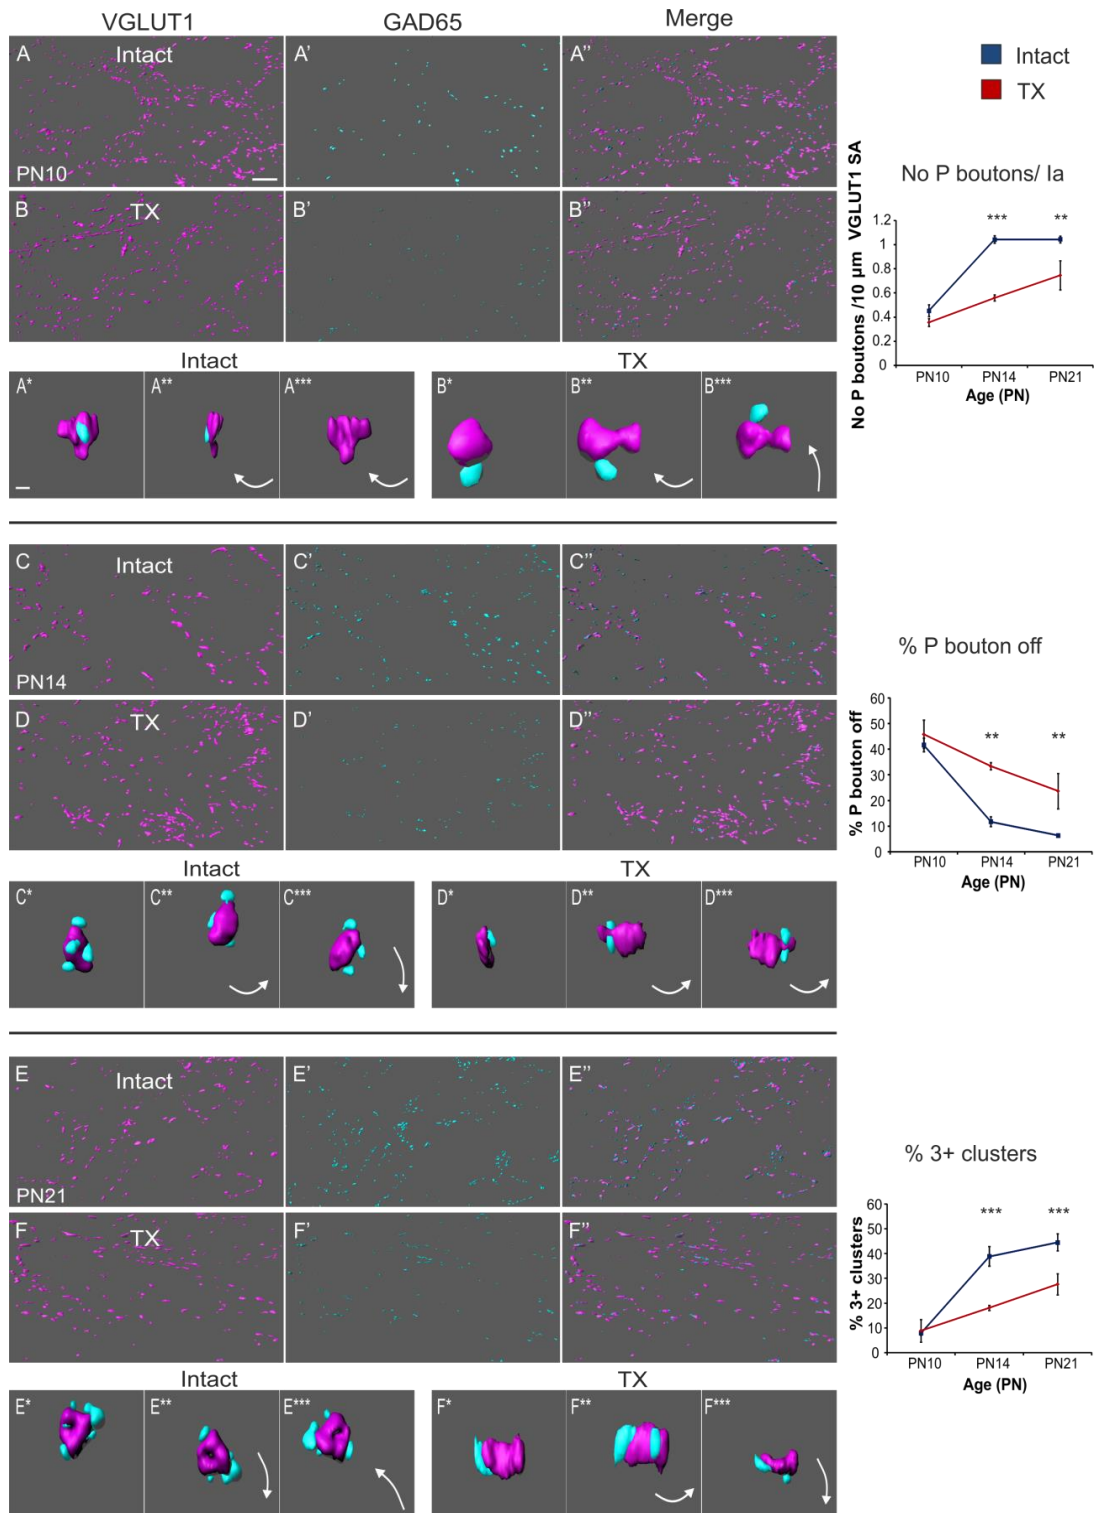 VGLUT1 GAD65 Merge
A Intact A' A''
PN10
B TX B' B''
Intact TX
A* A** A*** B* B** B***
Intact
TX
No P boutons/ Ia
No P boutons /10 µm VGLUT1 SA
1.2
1
0.8
0.6
0.4
0.2
0
*** **
PN10 PN14 PN21
Age (PN)
C Intact C' C''
PN14
D TX D' D''
Intact TX
C* C** C*** D* D** D***
% P bouton off
% P bouton off
60
50
40
30
20
10
0
** **
PN10 PN14 PN21
Age (PN)
E Intact E' E''
PN21
F TX F' F''
Intact TX
E* E** E*** F* F** F***
% 3+ clusters
% 3+ clusters
60
50
40
30
20
10
0
*** ***
PN10 PN14 PN21
Age (PN)